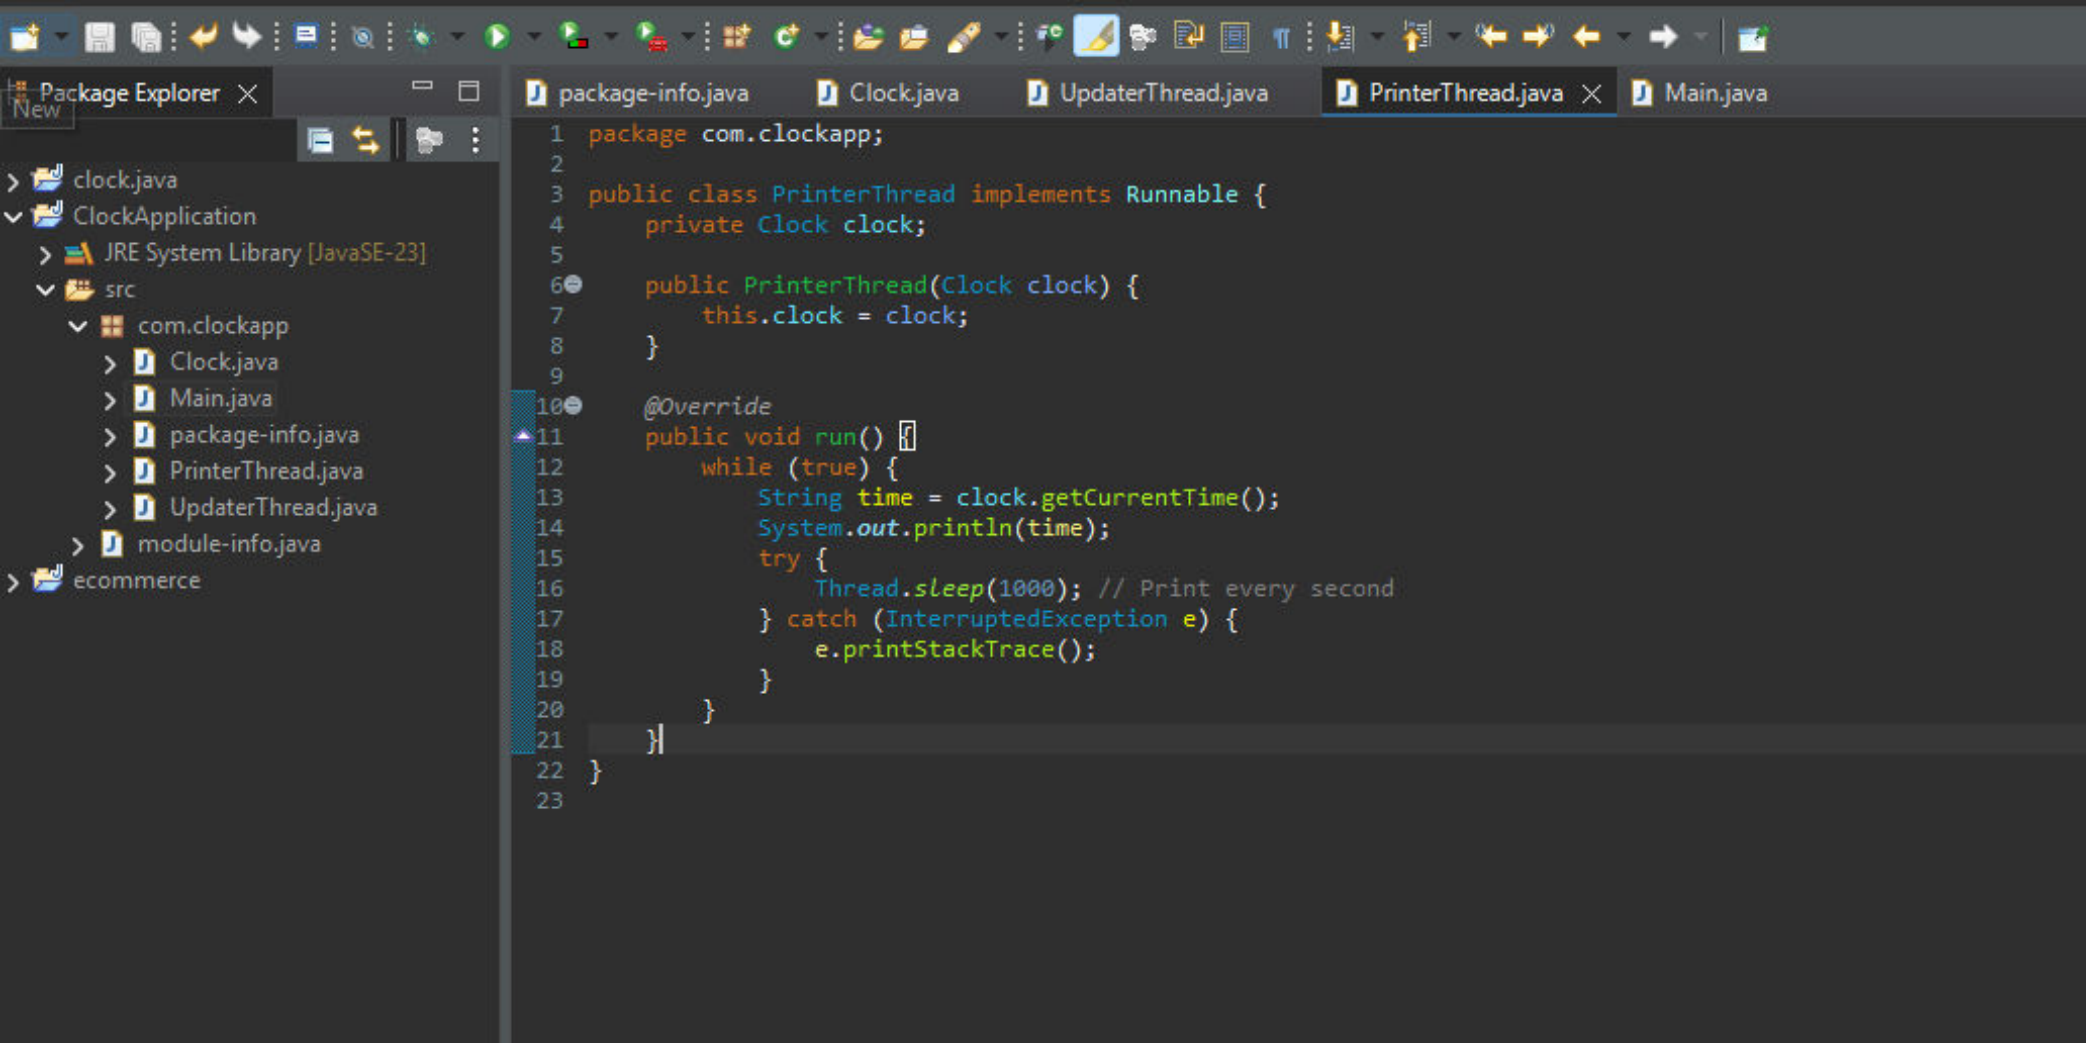 Package Explorer
New
clock.java
ClockApplication
JRE System Library [JavaSE-23]
src
com.clockapp
Clock.java
Main.java
package-info.java
PrinterThread.java
UpdaterThread.java
module-info.java
ecommerce
package-info.java Clock.java UpdaterThread.java PrinterThread.java Main.java
1 package com.clockapp;
2
3 public class PrinterThread implements Runnable {
4     private Clock clock;
5
6     public PrinterThread(Clock clock) {
7         this.clock = clock;
8     }
9
10     @Override
11     public void run() {
12         while (true) {
13             String time = clock.getCurrentTime();
14             System.out.println(time);
15             try {
16                 Thread.sleep(1000); // Print every second
17             } catch (InterruptedException e) {
18                 e.printStackTrace();
19             }
20         }
21     }
22 }
23